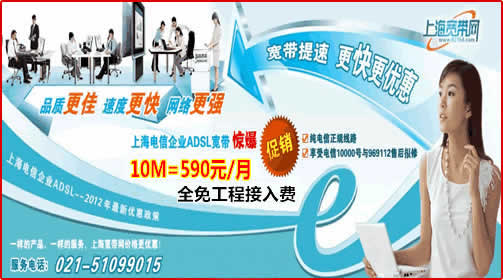 上海宽带网
宽带提速 更快更优惠
品质更佳 速度更快 网络更强
上海电信企业ADSL宽带 惊爆
促销
纯电信正规线路
享受电信10000号与969112售后报修
10M=590元/月
全免工程接入费
上海电信企业ADSL--2012年最新优惠政策
一样的产品、一样的服务、上海宽带网价格更优惠!
服务电话: 021-51099015